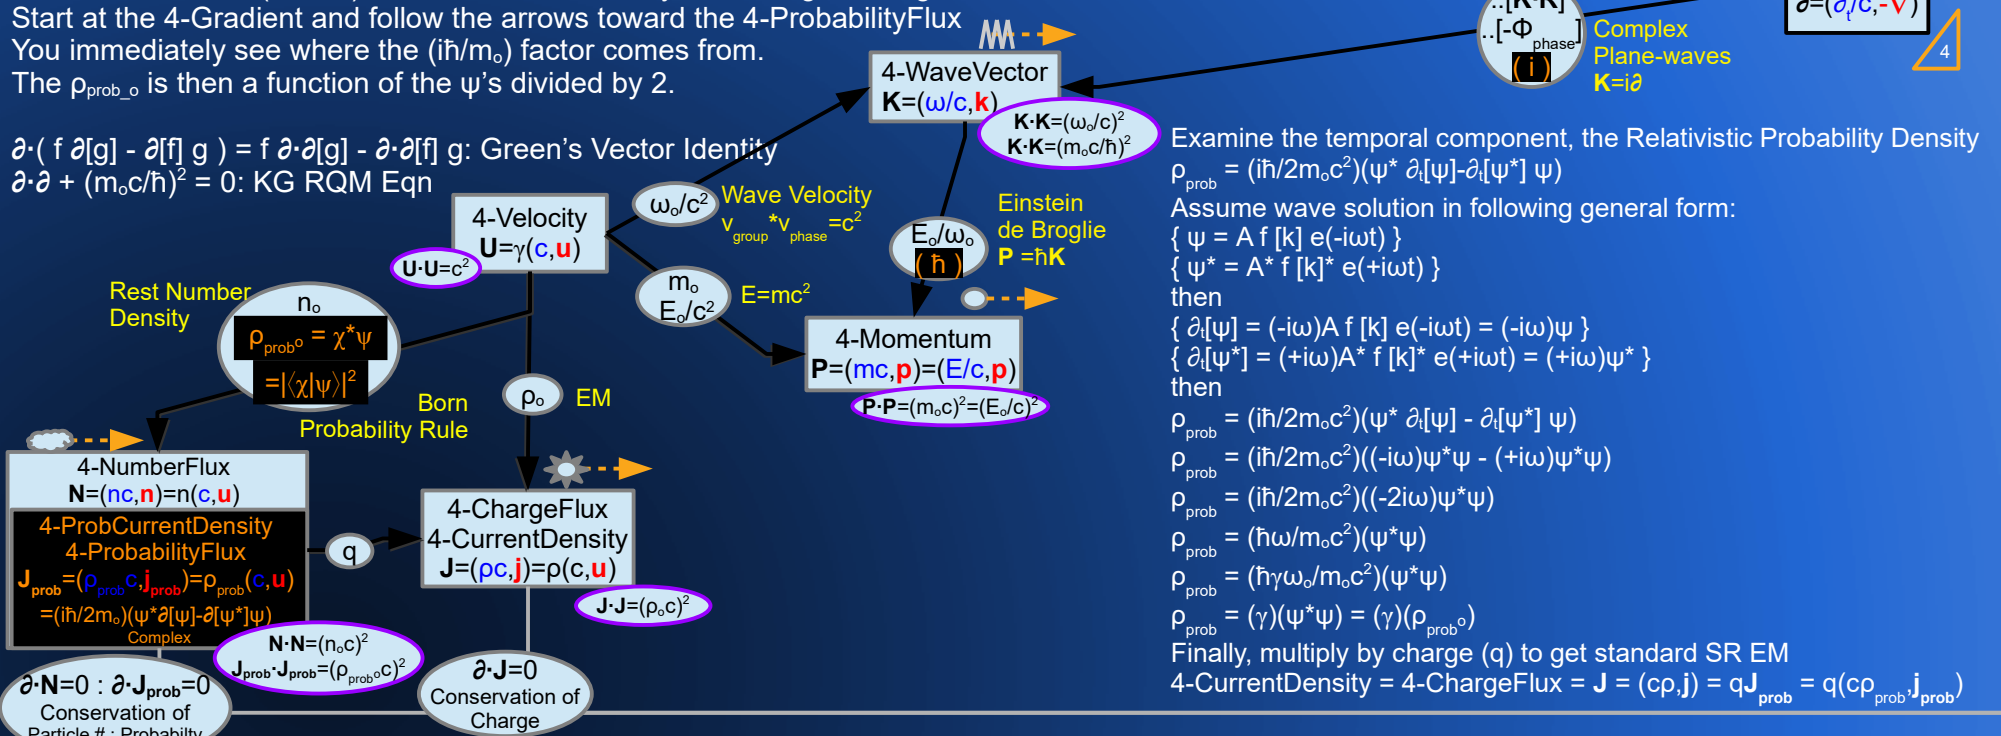 Start at the 4-Gradient and follow the arrows toward the 4-ProbabilityFlux
You immediately see where the (iħ/mₒ) factor comes from.
The ρprob_o is then a function of the ψ's divided by 2.
∂·( f ∂[g] - ∂[f] g ) = f ∂·∂[g] - ∂·∂[f] g: Green's Vector Identity
∂·∂ + (mₒc/ħ)² = 0: KG RQM Eqn
4-WaveVector
K=(ω/c,k)
K·K=(ωₒ/c)²
K·K=(mₒc/ħ)²
..[K·K]
..[-Φphase]
( i )
Complex
Plane-waves
K=i∂
∂=(∂t/c,-∇)
4
4-Velocity
U=γ(c,u)
U·U=c²
ωₒ/c²
Wave Velocity
vgroup*vphase=c²
Eₒ/ωₒ
( ħ )
Einstein
de Broglie
P =ħK
mₒ
Eₒ/c²
E=mc²
4-Momentum
P=(mc,p)=(E/c,p)
P·P=(mₒc)²=(Eₒ/c)²
Rest Number
Density
nₒ
ρprobₒ = χ*ψ
=|⟨χ|ψ⟩|²
Born
Probability Rule
ρₒ
EM
4-NumberFlux
N=(nc,n)=n(c,u)
4-ProbCurrentDensity
4-ProbabilityFlux
Jprob=(ρprobc,jprob)=ρprob(c,u)
=(iħ/2mₒ)(ψ*∂[ψ]-∂[ψ*]ψ)
Complex
q
4-ChargeFlux
4-CurrentDensity
J=(ρc,j)=ρ(c,u)
J·J=(ρₒc)²
N·N=(nₒc)²
Jprob·Jprob=(ρprobₒc)²
∂·N=0 : ∂·Jprob=0
Conservation of
Particle # : Probabilty
∂·J=0
Conservation of
Charge
Examine the temporal component, the Relativistic Probability Density
ρprob = (iħ/2mₒc²)(ψ* ∂t[ψ]-∂t[ψ*] ψ)
Assume wave solution in following general form:
{ ψ = A f [k] e(-iωt) }
{ ψ* = A* f [k]* e(+iωt) }
then
{ ∂t[ψ] = (-iω)A f [k] e(-iωt) = (-iω)ψ }
{ ∂t[ψ*] = (+iω)A* f [k]* e(+iωt) = (+iω)ψ* }
then
ρprob = (iħ/2mₒc²)(ψ* ∂t[ψ] - ∂t[ψ*] ψ)
ρprob = (iħ/2mₒc²)((-iω)ψ*ψ - (+iω)ψ*ψ)
ρprob = (iħ/2mₒc²)((-2iω)ψ*ψ)
ρprob = (ħω/mₒc²)(ψ*ψ)
ρprob = (ħγωₒ/mₒc²)(ψ*ψ)
ρprob = (γ)(ψ*ψ) = (γ)(ρprobₒ)
Finally, multiply by charge (q) to get standard SR EM
4-CurrentDensity = 4-ChargeFlux = J = (cρ,j) = qJprob = q(cρprob,jprob)